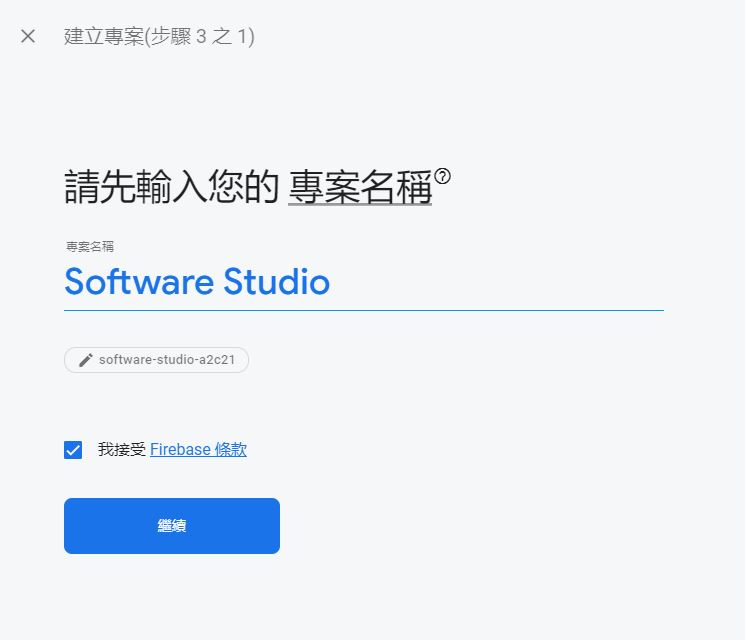 建立專案(步驟 3 之 1)
請先輸入您的 專案名稱
專案名稱
Software Studio
software-studio-a2c21
我接受 Firebase 條款
繼續